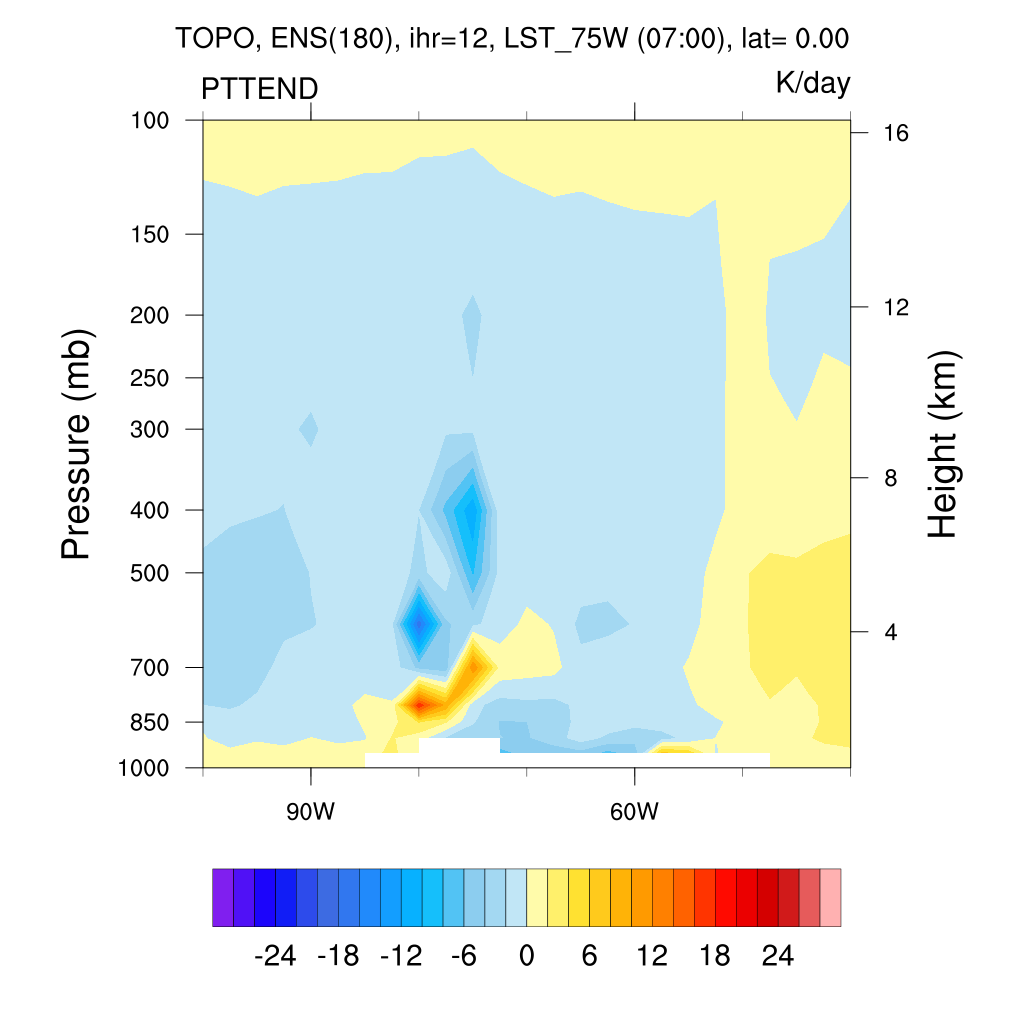 TOPO, ENS(180), ihr=12, LST_75W (07:00), lat= 0.00
PTTEND K/day
100
150
200
250
300
400
500
700
850
1000
Pressure (mb)
16
12
8
4
Height (km)
90W 60W
-24 -18 -12 -6 0 6 12 18 24